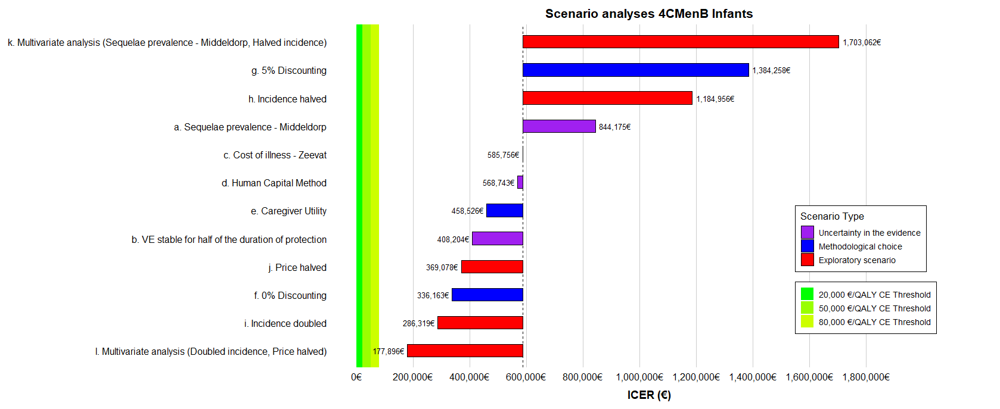 Scenario analyses 4CMenB Infants
k. Multivariate analysis (Sequelae prevalence - Middeldorp, Halved incidence)
1,703,062€
g. 5% Discounting
1,384,258€
h. Incidence halved
1,184,956€
a. Sequelae prevalence - Middeldorp
844,175€
c. Cost of illness - Zeevat
585,756€
d. Human Capital Method
568,743€
e. Caregiver Utility
458,526€
b. VE stable for half of the duration of protection
408,204€
j. Price halved
369,078€
f. 0% Discounting
336,163€
i. Incidence doubled
286,319€
l. Multivariate analysis (Doubled incidence, Price halved)
177,896€
Scenario Type
Uncertainty in the evidence
Methodological choice
Exploratory scenario
20,000 €/QALY CE Threshold
50,000 €/QALY CE Threshold
80,000 €/QALY CE Threshold
0€ 200,000€ 400,000€ 600,000€ 800,000€ 1,000,000€ 1,200,000€ 1,400,000€ 1,600,000€ 1,800,000€
ICER (€)